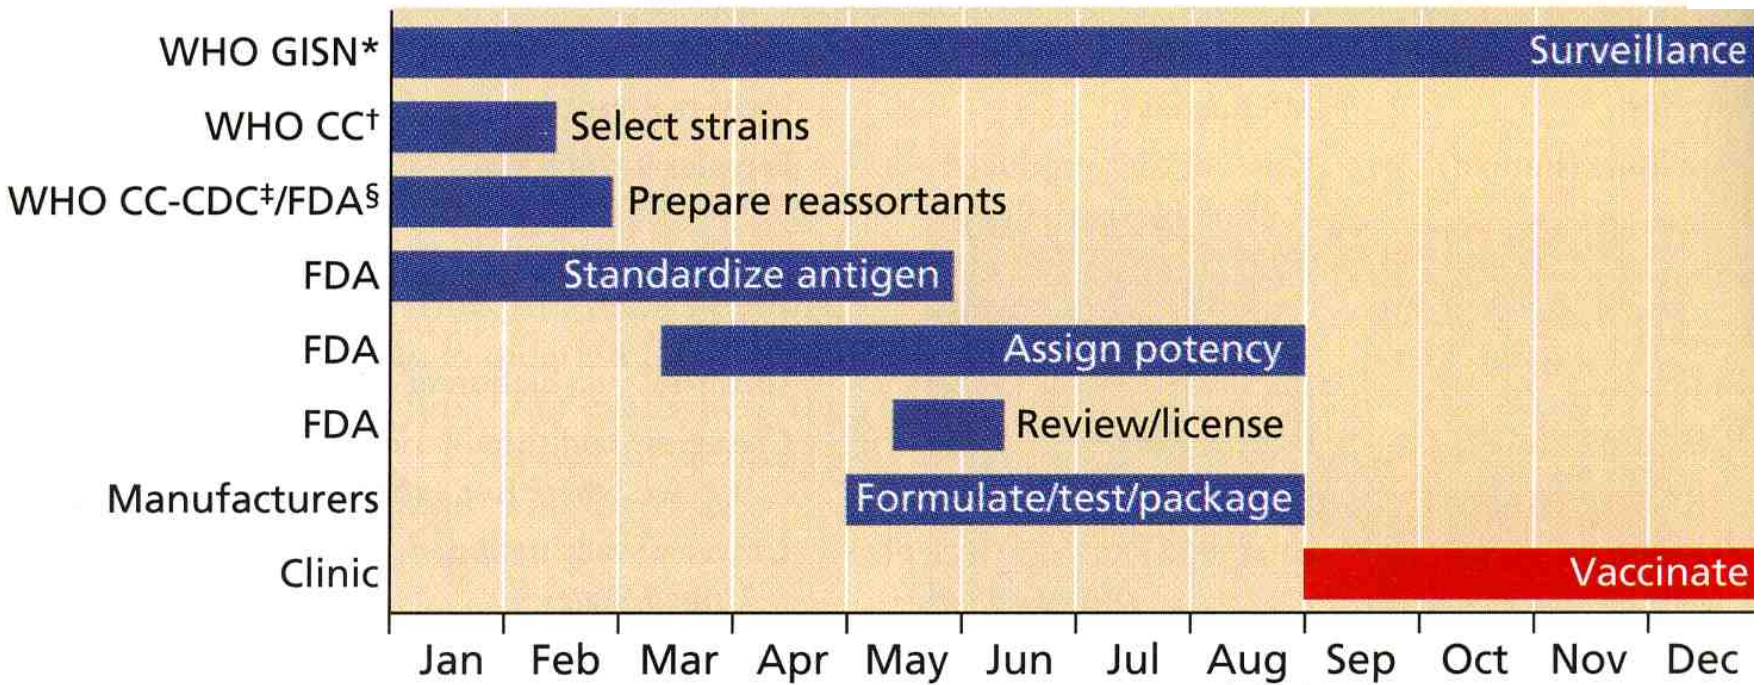 WHO GISN* Surveillance
WHO CC† Select strains
WHO CC-CDC‡/FDA§ Prepare reassortants
FDA Standardize antigen
FDA Assign potency
FDA Review/license
Manufacturers Formulate/test/package
Clinic Vaccinate
Jan Feb Mar Apr May Jun Jul Aug Sep Oct Nov Dec